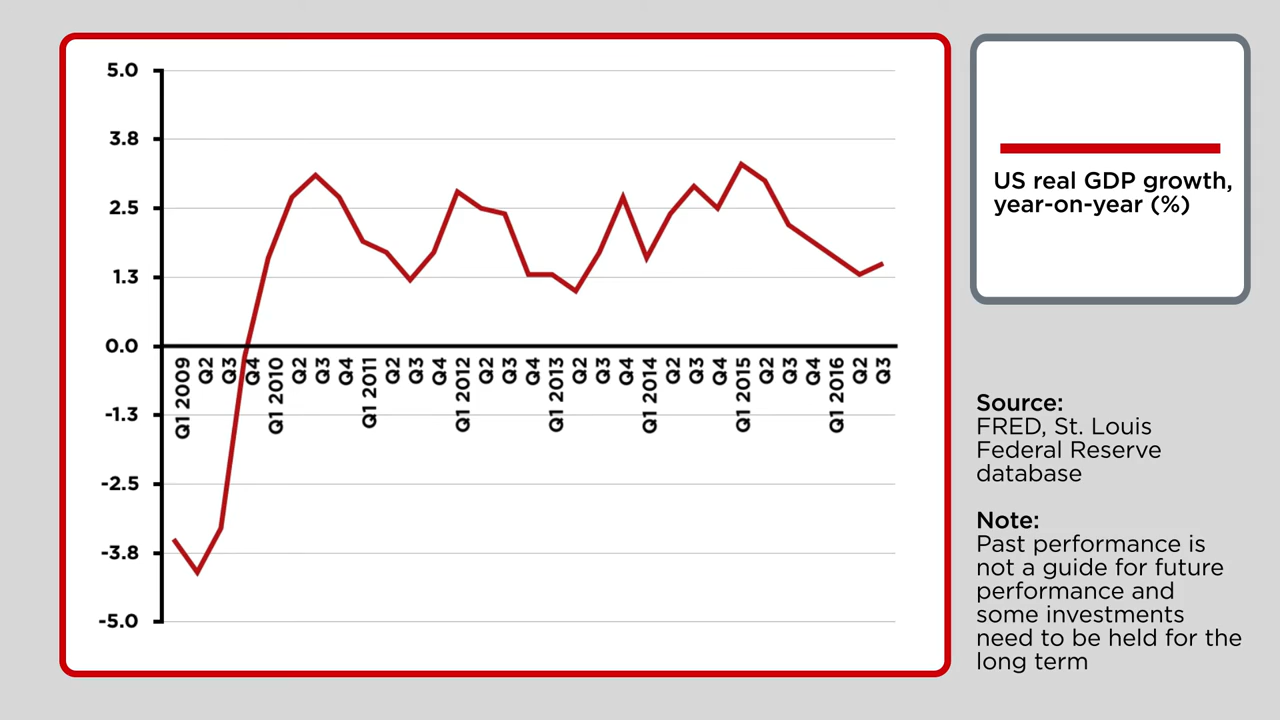 5.0
3.8
2.5
1.3
0.0
-1.3
-2.5
-3.8
-5.0
Q1 2009
Q2
Q3
Q4
Q1 2010
Q2
Q3
Q4
Q1 2011
Q2
Q3
Q4
Q1 2012
Q2
Q3
Q4
Q1 2013
Q2
Q3
Q4
Q1 2014
Q2
Q3
Q4
Q1 2015
Q2
Q3
Q4
Q1 2016
Q2
Q3
US real GDP growth,
year-on-year (%)
Source:
FRED, St. Louis
Federal Reserve
database
Note:
Past performance is
not a guide for future
performance and
some investments
need to be held for the
long term